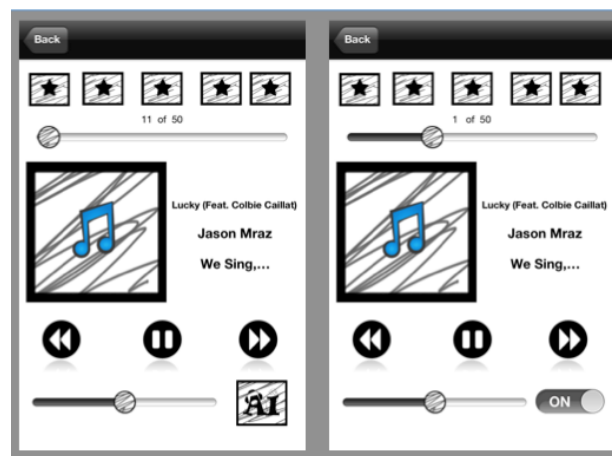 Back
11 of 50
Lucky (Feat. Colbie Caillat)
Jason Mraz
We Sing,...
Back
1 of 50
Lucky (Feat. Colbie Caillat)
Jason Mraz
We Sing,...
ON